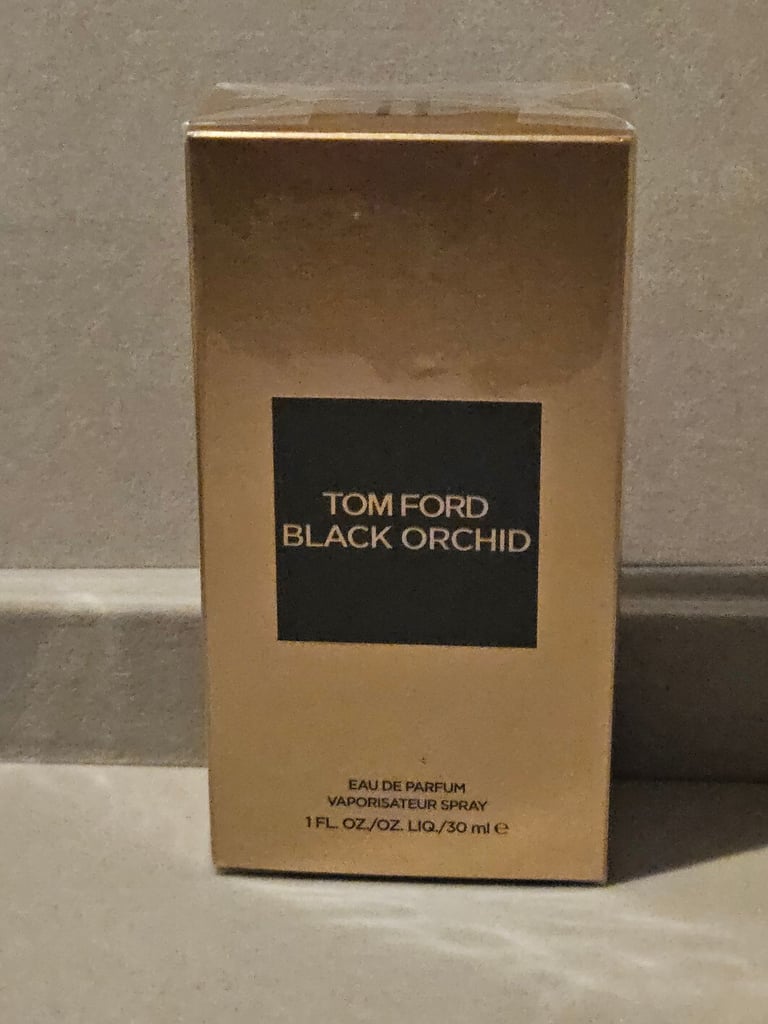 TOM FORD
BLACK ORCHID
EAU DE PARFUM
VAPORISATEUR SPRAY
1 FL. OZ./OZ. LIQ./30 ml ℮